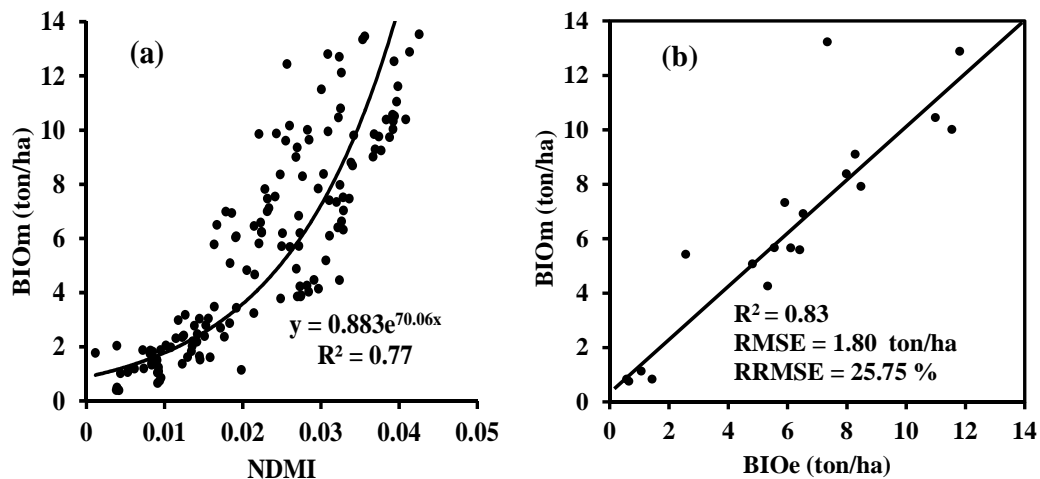 (a)
BIOm (ton/ha)
14
12
10
8
6
4
2
0
y = 0.883e^70.06x
R² = 0.77
0 0.01 0.02 0.03 0.04 0.05
NDMI
(b)
BIOm (ton/ha)
14
12
10
8
6
4
2
0
R² = 0.83
RMSE = 1.80 ton/ha
RRMSE = 25.75 %
0 2 4 6 8 10 12 14
BIOe (ton/ha)